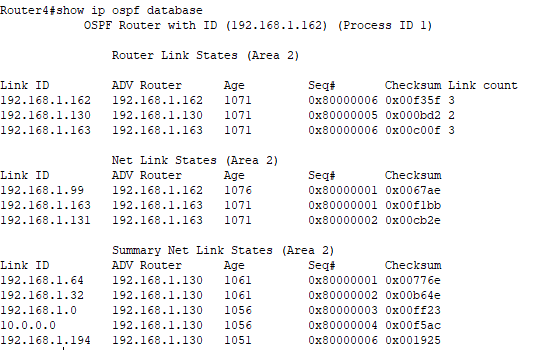 Router4#show ip ospf database
OSPF Router with ID (192.168.1.162) (Process ID 1)
Router Link States (Area 2)
Link ID ADV Router Age Seq# Checksum Link count
192.168.1.162 192.168.1.162 1071 0x80000006 0x00f35f 3
192.168.1.130 192.168.1.130 1071 0x80000005 0x000bd2 2
192.168.1.163 192.168.1.163 1071 0x80000006 0x00c00f 3
Net Link States (Area 2)
Link ID ADV Router Age Seq# Checksum
192.168.1.99 192.168.1.162 1076 0x80000001 0x0067ae
192.168.1.163 192.168.1.163 1071 0x80000001 0x00f1bb
192.168.1.131 192.168.1.163 1071 0x80000002 0x00cb2e
Summary Net Link States (Area 2)
Link ID ADV Router Age Seq# Checksum
192.168.1.64 192.168.1.130 1061 0x80000001 0x00776e
192.168.1.32 192.168.1.130 1061 0x80000002 0x00b64e
192.168.1.0 192.168.1.130 1056 0x80000003 0x00ff23
10.0.0.0 192.168.1.130 1056 0x80000004 0x00f5ac
192.168.1.194 192.168.1.130 1051 0x80000006 0x001925